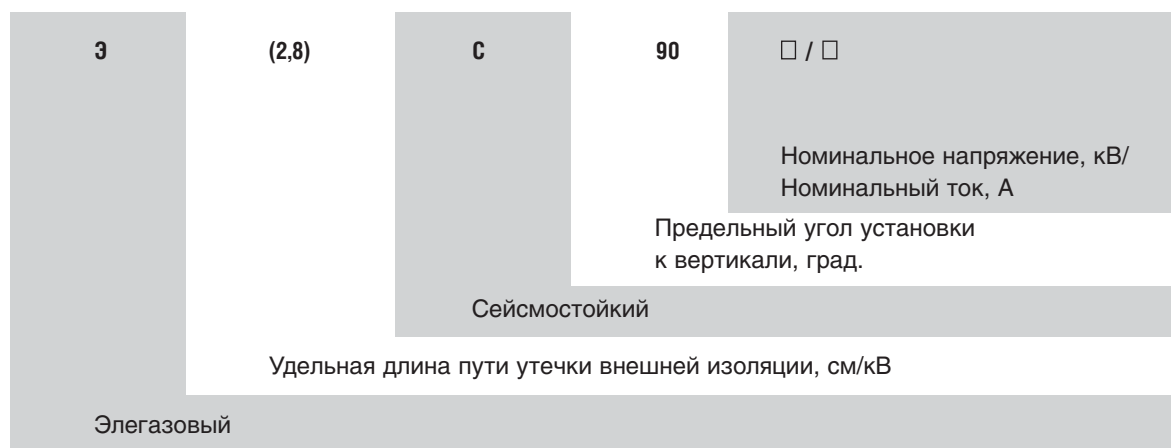 Э (2,8) С 90 □ / □
Номинальное напряжение, кВ/
Номинальный ток, А
Предельный угол установки
к вертикали, град.
Сейсмостойкий
Удельная длина пути утечки внешней изоляции, см/кВ
Элегазовый